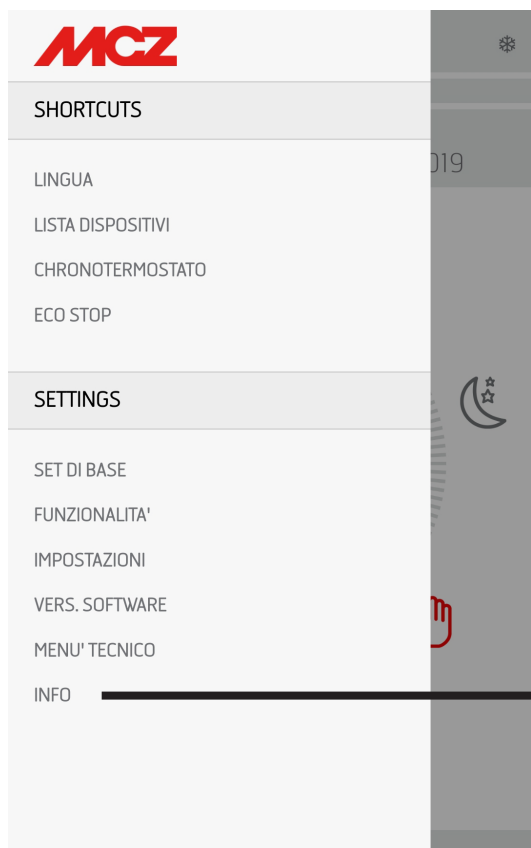 MCZ
SHORTCUTS
019
LINGUA
LISTA DISPOSITIVI
CHRONOTERMOSTATO
ECO STOP
SETTINGS
SET DI BASE
FUNZIONALITA'
IMPOSTAZIONI
VERS. SOFTWARE
MENU' TECNICO
INFO